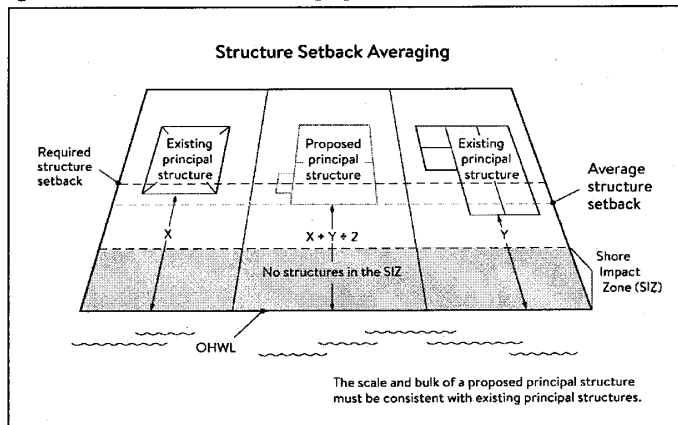 Structure Setback Averaging
Required
structure
setback
Existing
principal
structure
Proposed
principal
structure
Existing
principal
structure
Average
structure
setback
X
X + Y ÷ 2
Y
No structures in the SIZ
Shore
Impact
Zone (SIZ)
OHWL
The scale and bulk of a proposed principal structure
must be consistent with existing principal structures.